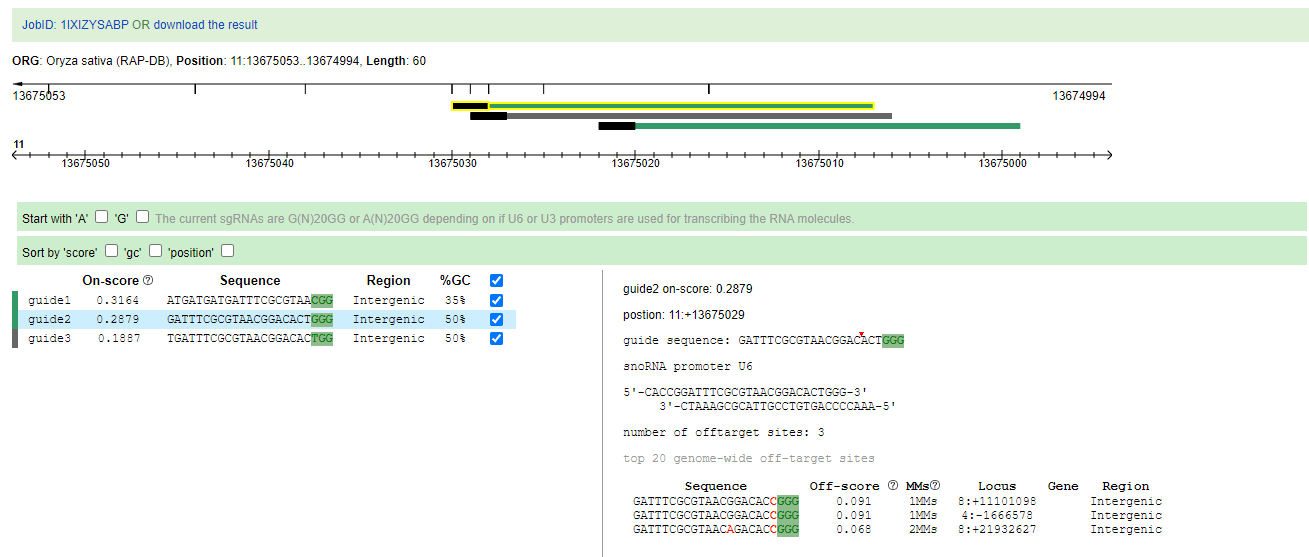 JobID: 1IXIZYSABP OR download the result
ORG: Oryza sativa (RAP-DB), Position: 11:13675053..13674994, Length: 60
13675053 13674994
11
13675050 13675040 13675030 13675020 13675010 13675000
Start with 'A' 'G' The current sgRNAs are G(N)20GG or A(N)20GG depending on if U6 or U3 promoters are used for transcribing the RNA molecules.
Sort by 'score' 'gc' 'position'
On-score ? Sequence Region %GC
guide1 0.3164 ATGATGATGATTTCGCGTAACGG Intergenic 35%
guide2 0.2879 GATTTCGCGTAACGGACACTGGG Intergenic 50%
guide3 0.1887 TGATTTCGCGTAACGGACACTGG Intergenic 50%
guide2 on-score: 0.2879
postion: 11:+13675029
guide sequence: GATTTCGCGTAACGGACACTGGG
snoRNA promoter U6
5'-CACCGGATTTCGCGTAACGGACACTGGG-3'
3'-CTAAAGCGCATTGCCTGTGACCCCAAA-5'
number of offtarget sites: 3
top 20 genome-wide off-target sites
Sequence Off-score ? MMs? Locus Gene Region
GATTTCGCGTAACGGACACCGGG 0.091 1MMs 8:+11101098 Intergenic
GATTTCGCGTAACGGACACCGGG 0.091 1MMs 4:-1666578 Intergenic
GATTTCGCGTAACAGACACCGGG 0.068 2MMs 8:+21932627 Intergenic